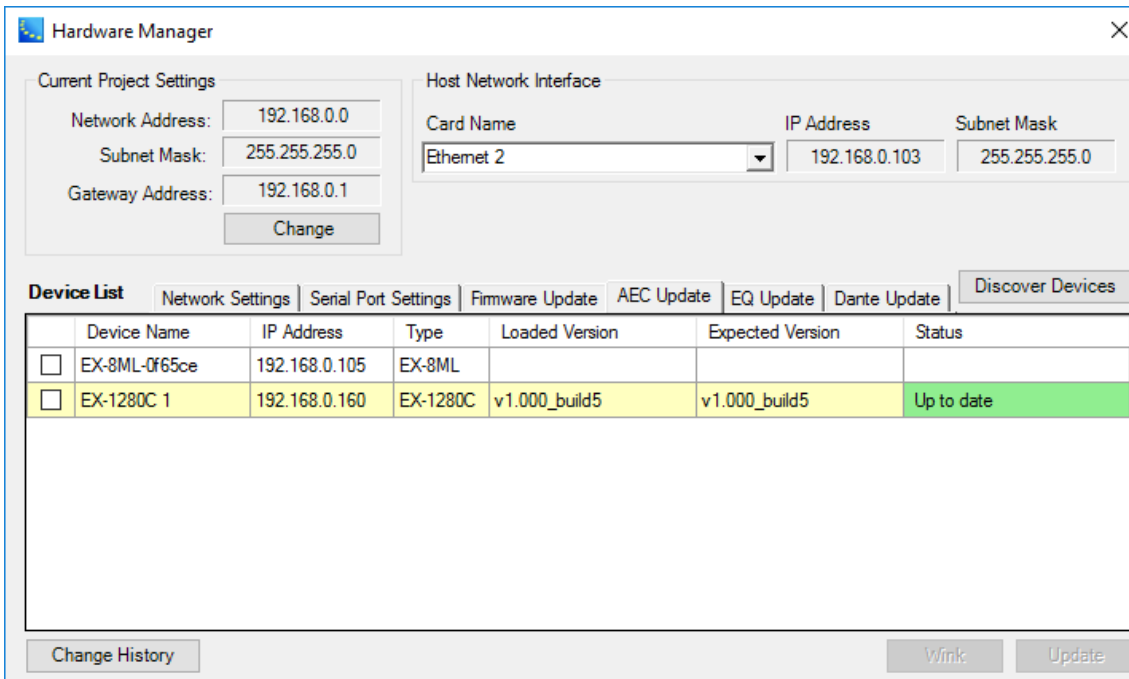 Hardware Manager
Current Project Settings
Network Address: 192.168.0.0
Subnet Mask: 255.255.255.0
Gateway Address: 192.168.0.1
Change
Host Network Interface
Card Name IP Address Subnet Mask
Ethernet 2 192.168.0.103 255.255.255.0
Device List Network Settings Serial Port Settings Firmware Update AEC Update EQ Update Dante Update Discover Devices
Device Name IP Address Type Loaded Version Expected Version Status
EX-8ML-0f65ce 192.168.0.105 EX-8ML
EX-1280C 1 192.168.0.160 EX-1280C v1.000_build5 v1.000_build5 Up to date
Change History Wink Update